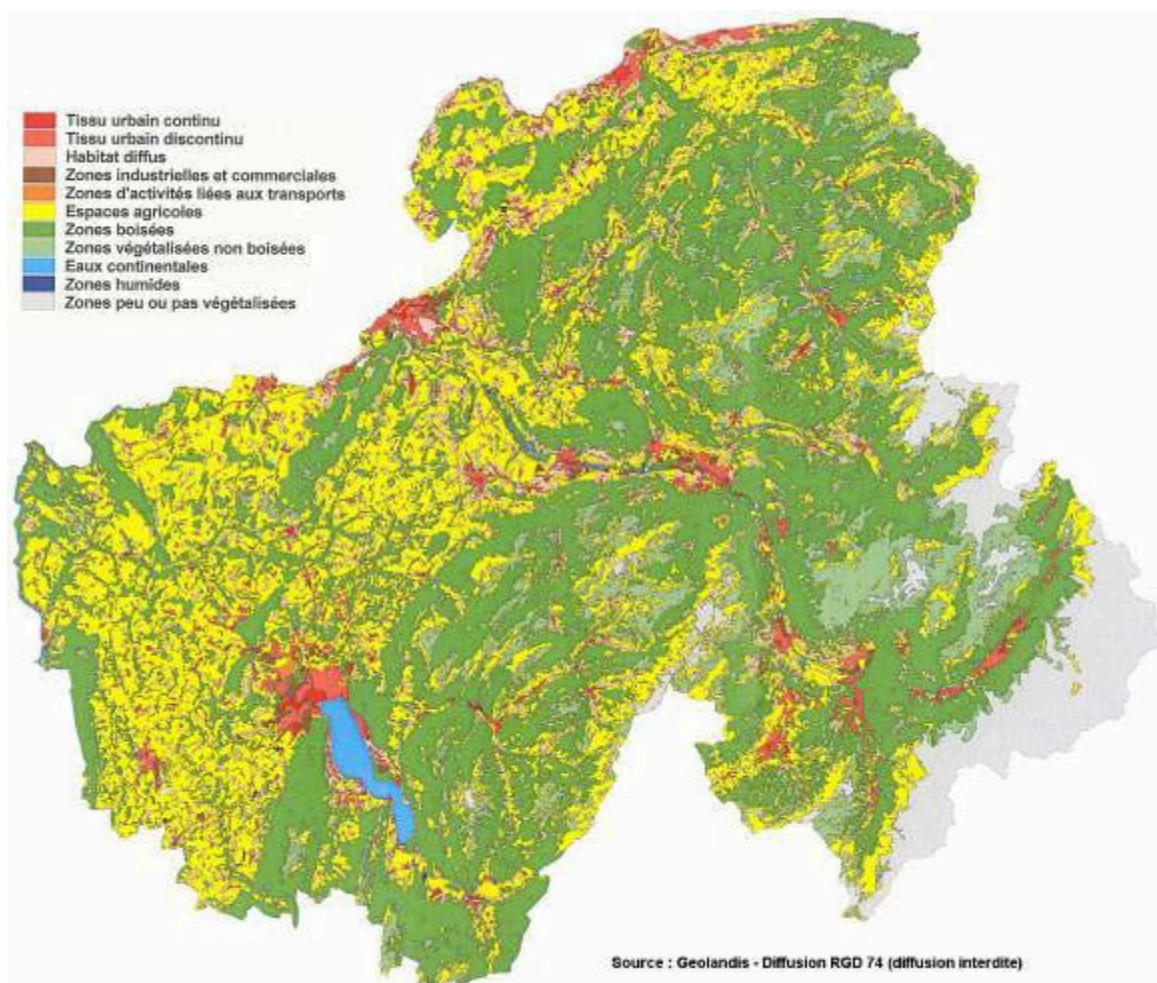 Tissu urbain continu
Tissu urbain discontinu
Habitat diffus
Zones industrielles et commerciales
Zones d'activités liées aux transports
Espaces agricoles
Zones boisées
Zones végétalisées non boisées
Eaux continentales
Zones humides
Zones peu ou pas végétalisées
Source : Geolandis - Diffusion RGD 74 (diffusion interdite)